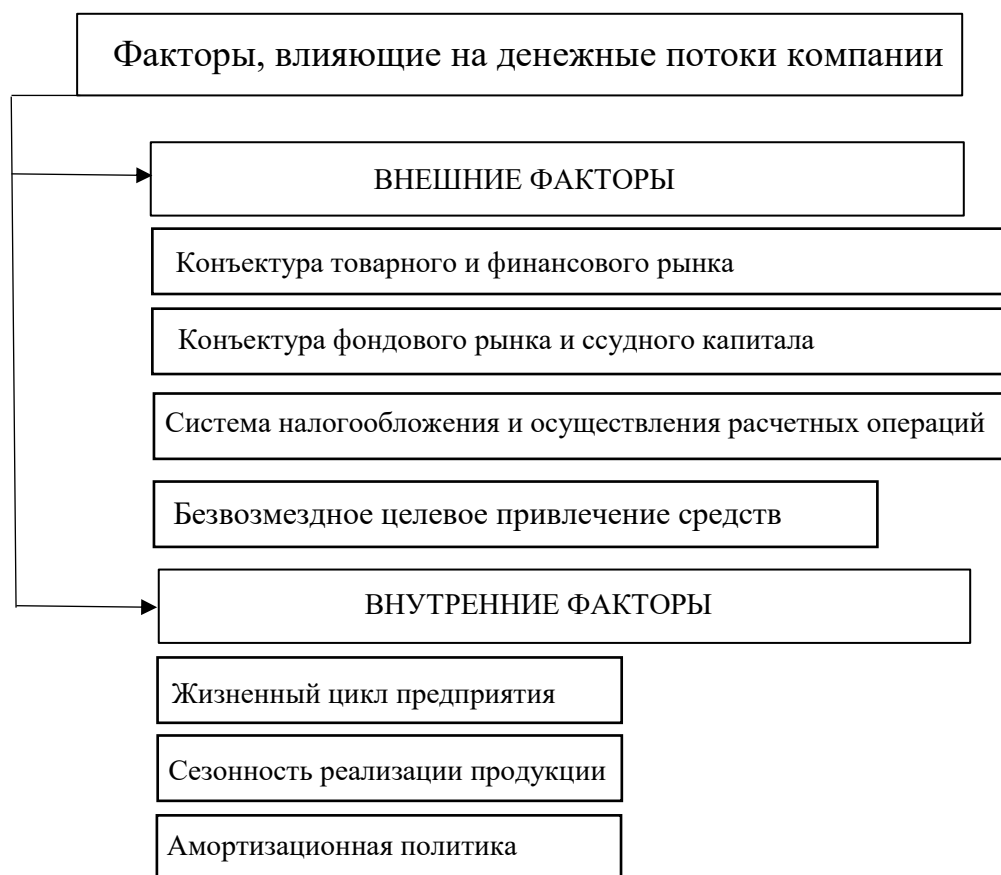 Факторы, влияющие на денежные потоки компании
ВНЕШНИЕ ФАКТОРЫ
Конъектура товарного и финансового рынка
Конъектура фондового рынка и ссудного капитала
Система налогообложения и осуществления расчетных операций
Безвозмездное целевое привлечение средств
ВНУТРЕННИЕ ФАКТОРЫ
Жизненный цикл предприятия
Сезонность реализации продукции
Амортизационная политика